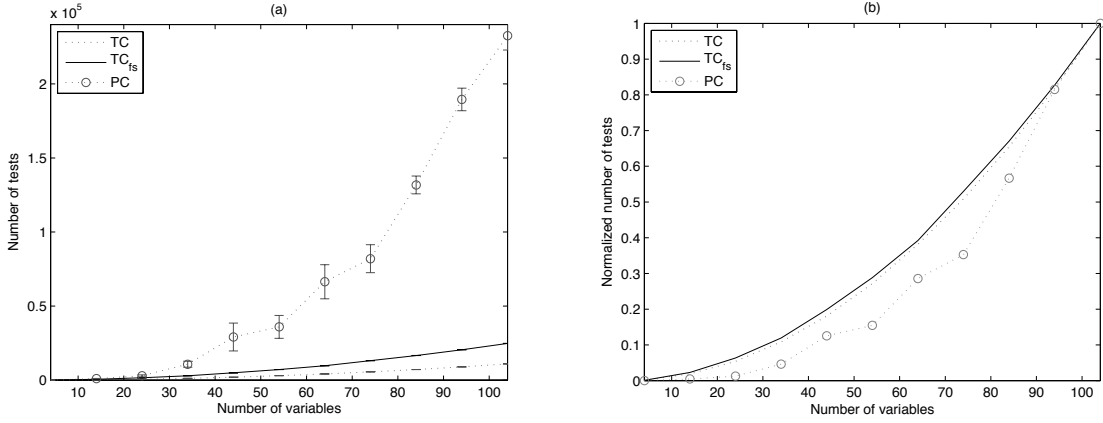 (a)
x 10^5
TC
TC_fs
PC
2
1.5
1
0.5
0
10 20 30 40 50 60 70 80 90 100
Number of tests
Number of variables
(b)
TC
TC_fs
PC
1
0.9
0.8
0.7
0.6
0.5
0.4
0.3
0.2
0.1
0
10 20 30 40 50 60 70 80 90 100
Normalized number of tests
Number of variables